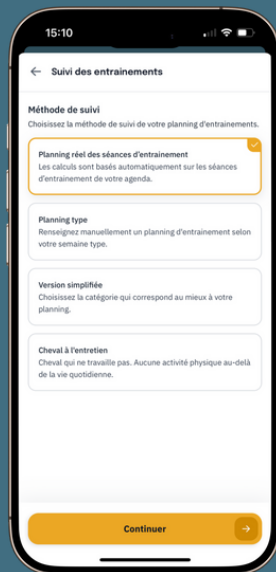 15:10
Suivi des entrainements
Méthode de suivi
Choisissez la méthode de suivi de votre planning d'entrainements.
Planning réel des séances d'entrainement
Les calculs sont basés automatiquement sur les séances
d'entrainement de votre agenda.
Planning type
Renseignez manuellement un planning d'entrainement selon
votre semaine type.
Version simplifiée
Choisissez la catégorie qui correspond au mieux à votre
planning.
Cheval à l'entretien
Cheval qui ne travaille pas. Aucune activité physique au-delà
de la vie quotidienne.
Continuer